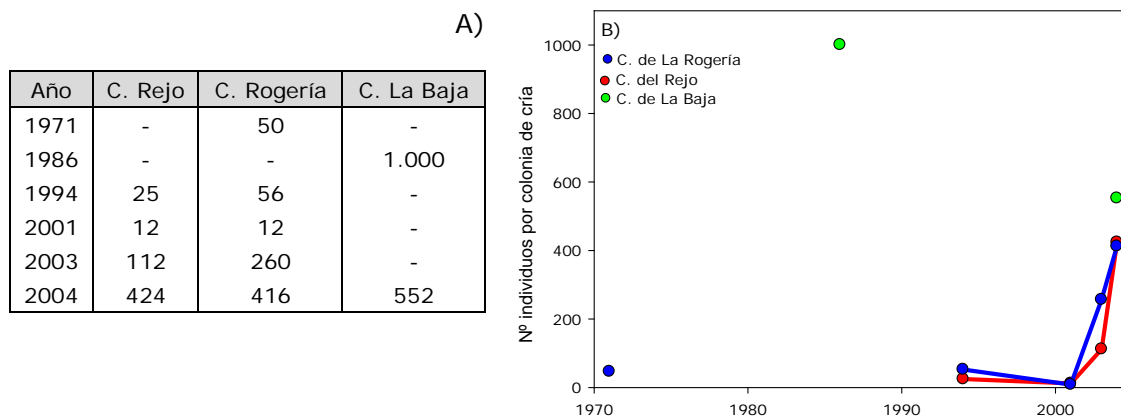 A)
Año C. Rejo C. Rogería C. La Baja
1971 - 50 -
1986 - - 1.000
1994 25 56 -
2001 12 12 -
2003 112 260 -
2004 424 416 552
B)
C. de La Rogería
C. del Rejo
C. de La Baja
Nº individuos por colonia de cría
1000
800
600
400
200
0
1970 1980 1990 2000